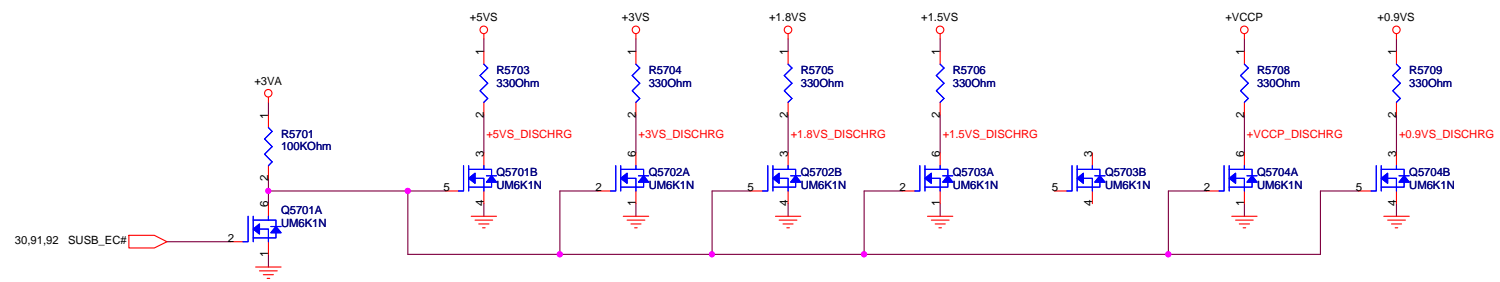 +5VS
+3VS
+1.8VS
+1.5VS
+VCCP
+0.9VS
1
1
1
1
1
1
R5703
330Ohm
R5704
330Ohm
R5705
330Ohm
R5706
330Ohm
R5708
330Ohm
R5709
330Ohm
2
2
2
2
2
2
+5VS_DISCHRG
+3VS_DISCHRG
+1.8VS_DISCHRG
+1.5VS_DISCHRG
+VCCP_DISCHRG
+0.9VS_DISCHRG
+3VA
1
R5701
100KOhm
2
3
5
Q5701B
UM6K1N
4
6
2
Q5702A
UM6K1N
1
3
5
Q5702B
UM6K1N
4
6
2
Q5703A
UM6K1N
1
3
5
Q5703B
UM6K1N
4
6
2
Q5704A
UM6K1N
1
3
5
Q5704B
UM6K1N
4
6
Q5701A
UM6K1N
30,91,92 SUSB_EC#
2
1